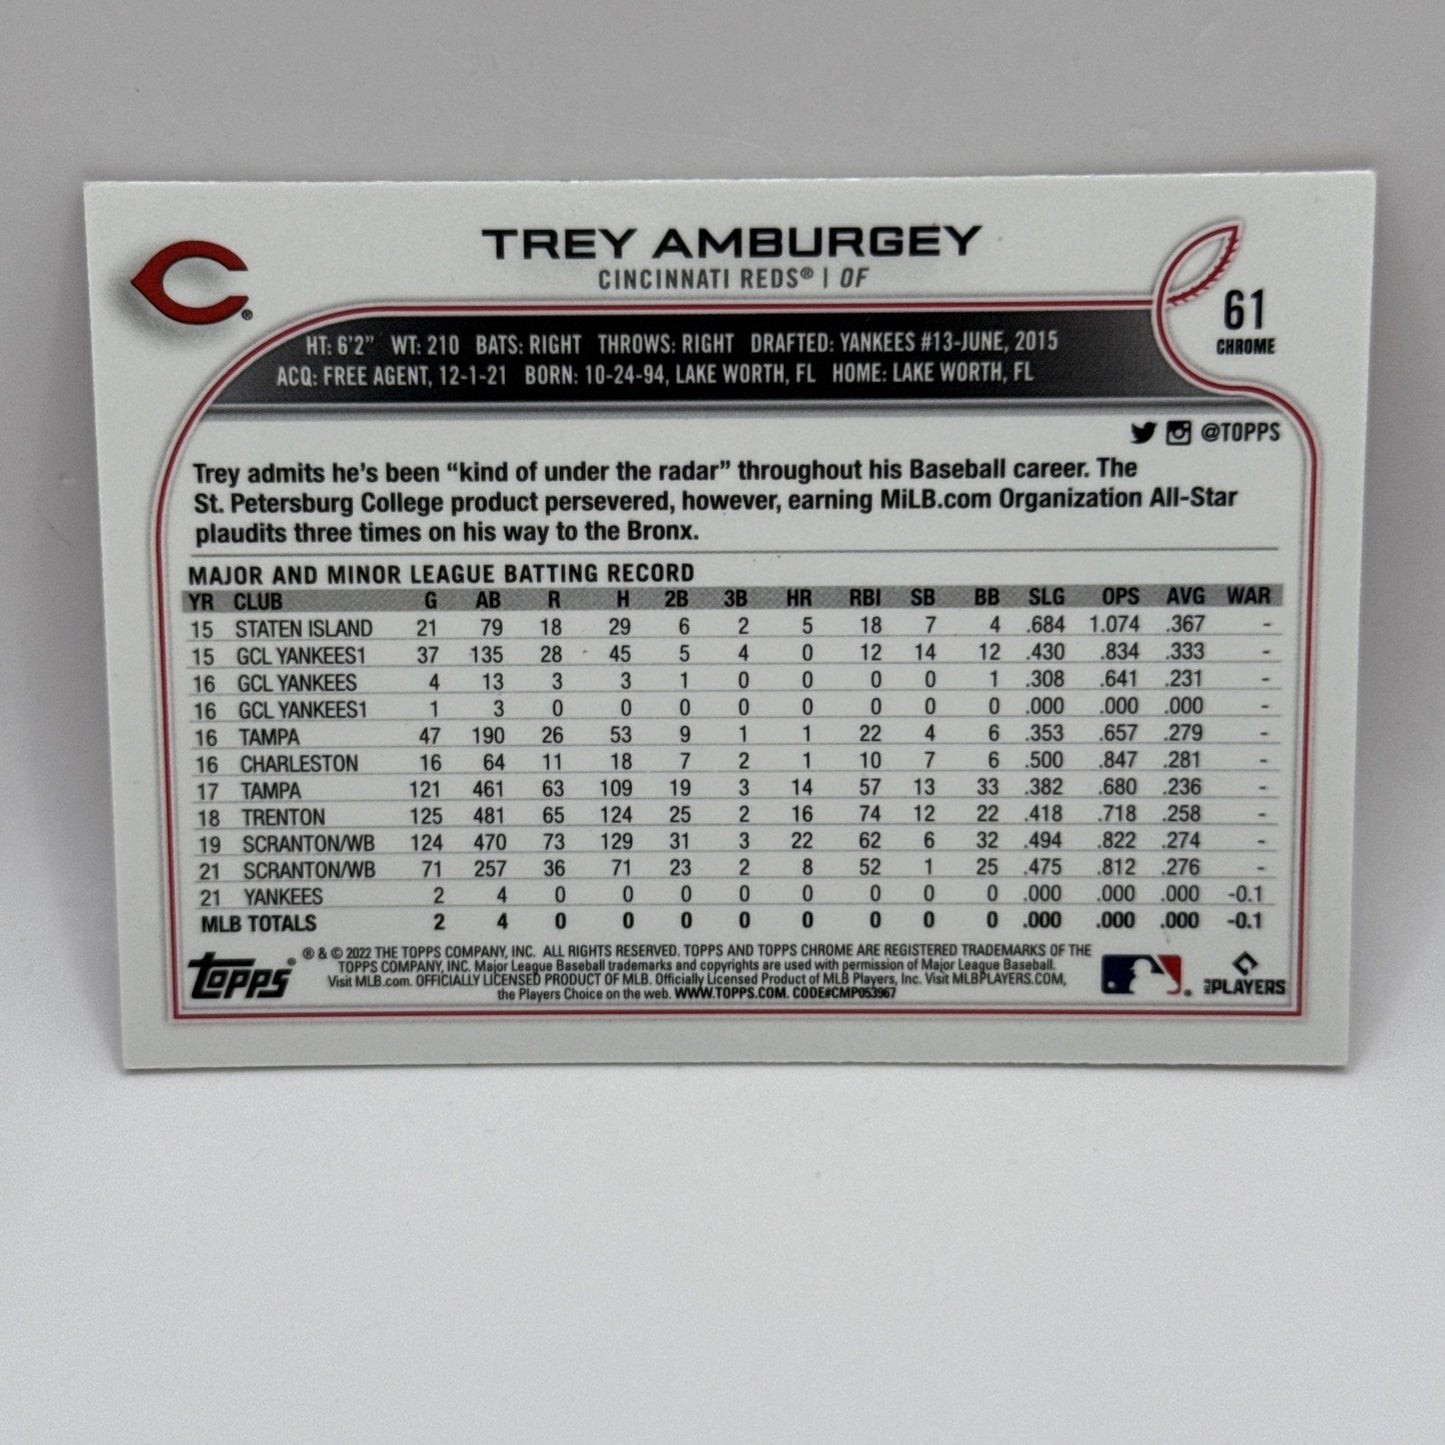 TREY AMBURGEY
CINCINNATI REDS® | OF
®
61
CHROME
HT: 6'2" WT: 210 BATS: RIGHT THROWS: RIGHT DRAFTED: YANKEES #13-JUNE, 2015
ACQ: FREE AGENT, 12-1-21 BORN: 10-24-94, LAKE WORTH, FL HOME: LAKE WORTH, FL
@TOPPS
Trey admits he's been “kind of under the radar” throughout his Baseball career. The
St. Petersburg College product persevered, however, earning MiLB.com Organization All-Star
plaudits three times on his way to the Bronx.
MAJOR AND MINOR LEAGUE BATTING RECORD
YR CLUB G AB R H 2B 3B HR RBI SB BB SLG OPS AVG WAR
15 STATEN ISLAND 21 79 18 29 6 2 5 18 7 4 .684 1.074 .367 -
15 GCL YANKEES1 37 135 28 45 5 4 0 12 14 12 .430 .834 .333 -
16 GCL YANKEES 4 13 3 3 1 0 0 0 0 1 .308 .641 .231 -
16 GCL YANKEES1 1 3 0 0 0 0 0 0 0 0 .000 .000 .000 -
16 TAMPA 47 190 26 53 9 1 1 22 4 6 .353 .657 .279 -
16 CHARLESTON 16 64 11 18 7 2 1 10 7 6 .500 .847 .281 -
17 TAMPA 121 461 63 109 19 3 14 57 13 33 .382 .680 .236 -
18 TRENTON 125 481 65 124 25 2 16 74 12 22 .418 .718 .258 -
19 SCRANTON/WB 124 470 73 129 31 3 22 62 6 32 .494 .822 .274 -
21 SCRANTON/WB 71 257 36 71 23 2 8 52 1 25 .475 .812 .276 -
21 YANKEES 2 4 0 0 0 0 0 0 0 0 .000 .000 .000 -0.1
MLB TOTALS 2 4 0 0 0 0 0 0 0 0 .000 .000 .000 -0.1
TOPPS®
® & © 2022 THE TOPPS COMPANY, INC. ALL RIGHTS RESERVED. TOPPS AND TOPPS CHROME ARE REGISTERED TRADEMARKS OF THE
TOPPS COMPANY, INC. Major League Baseball trademarks and copyrights are used with permission of Major League Baseball.
Visit MLB.com. OFFICIALLY LICENSED PRODUCT OF MLB. Officially Licensed Product of MLB Players, Inc. Visit MLBPLAYERS.COM,
the Players Choice on the web. WWW.TOPPS.COM. CODE#CMP053967
®
MLB PLAYERS